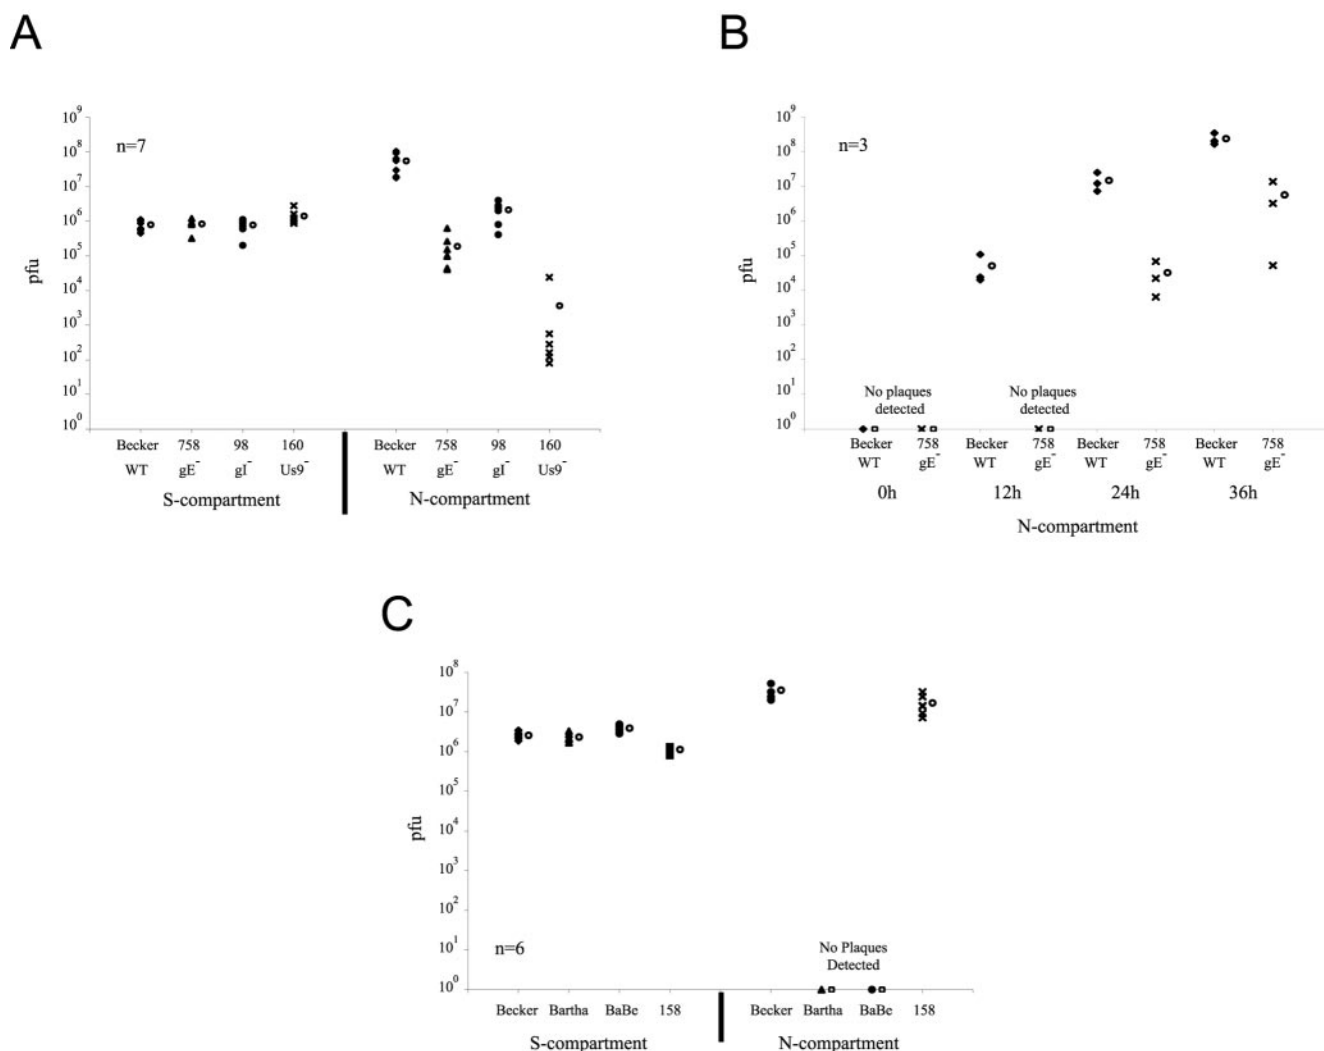 A
10⁹
10⁸
10⁷
10⁶
10⁵
10⁴
10³
10²
10¹
10⁰
pfu
n=7
Becker 758 98 160 Becker 758 98 160
WT gE⁻ gI⁻ Us9⁻ WT gE⁻ gI⁻ Us9⁻
S-compartment N-compartment
B
10⁹
10⁸
10⁷
10⁶
10⁵
10⁴
10³
10²
10¹
10⁰
pfu
n=3
No plaques
detected
No plaques
detected
Becker 758 Becker 758 Becker 758 Becker 758
WT gE⁻ WT gE⁻ WT gE⁻ WT gE⁻
0h 12h 24h 36h
N-compartment
C
10⁸
10⁷
10⁶
10⁵
10⁴
10³
10²
10¹
10⁰
pfu
n=6
No Plaques
Detected
Becker Bartha BaBe 158 Becker Bartha BaBe 158
S-compartment N-compartment